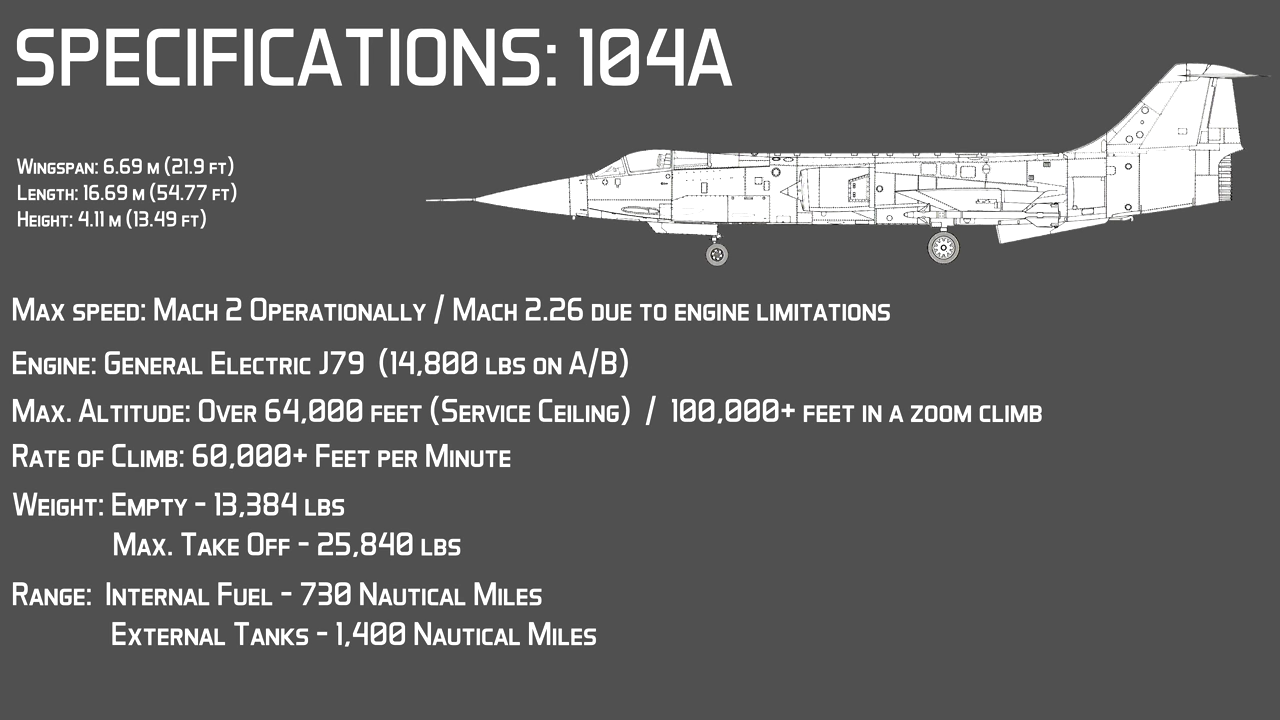 SPECIFICATIONS: 104A
Wingspan: 6.69 m (21.9 ft)
Length: 16.69 m (54.77 ft)
Height: 4.11 m (13.49 ft)
Max speed: Mach 2 Operationally / Mach 2.26 due to engine limitations
Engine: General Electric J79 (14,800 lbs on A/B)
Max. Altitude: Over 64,000 feet (Service Ceiling) / 100,000+ feet in a zoom climb
Rate of Climb: 60,000+ Feet per Minute
Weight: Empty - 13,384 lbs
Max. Take Off - 25,840 lbs
Range: Internal Fuel - 730 Nautical Miles
External Tanks - 1,400 Nautical Miles